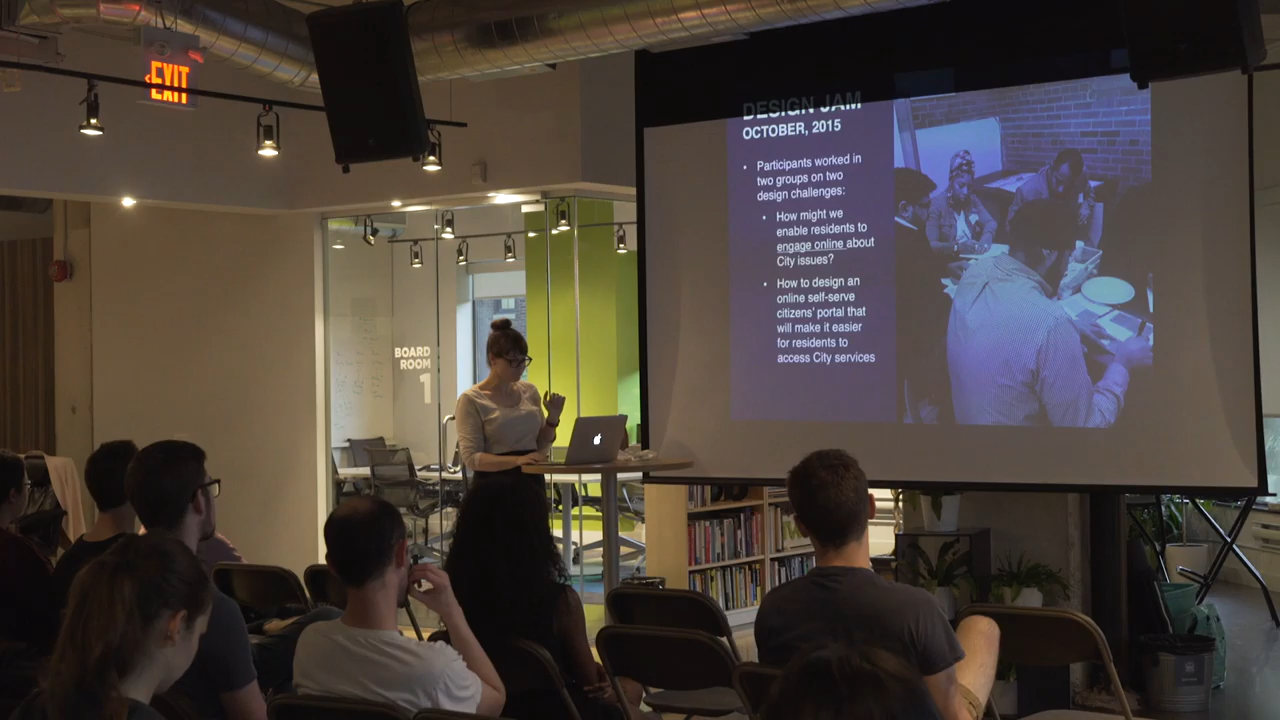 EXIT
DESIGN JAM
OCTOBER, 2015
• Participants worked in
two groups on two
design challenges:
• How might we
enable residents to
engage online about
City issues?
• How to design an
online self-serve
citizens' portal that
will make it easier
for residents to
access City services
BOARD
ROOM
1